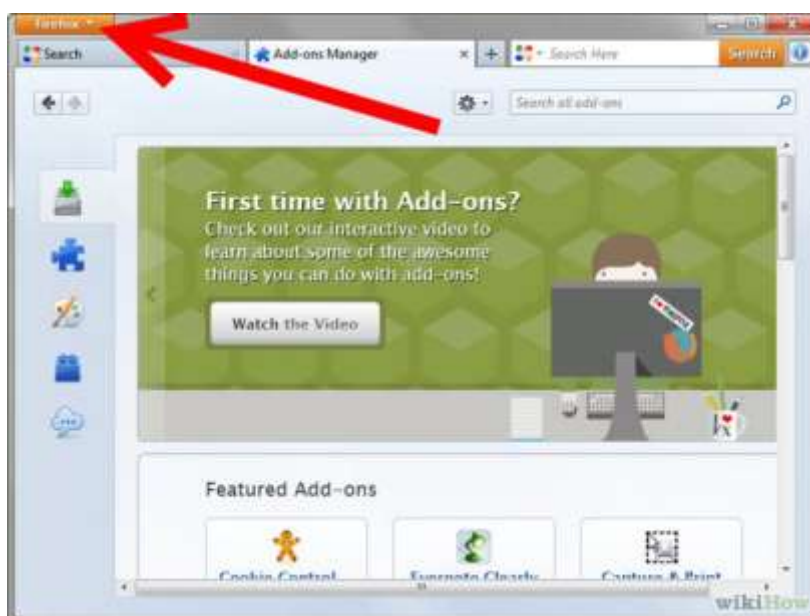 Firefox
Search
Add-ons Manager
Search Here
Search
Search all add-ons
First time with Add-ons?
Check out our interactive video to
learn about some of the awesome
things you can do with add-ons!
Watch the Video
Featured Add-ons
Cookie Control
Evernote Clearly
Capture & Print
wikiHow